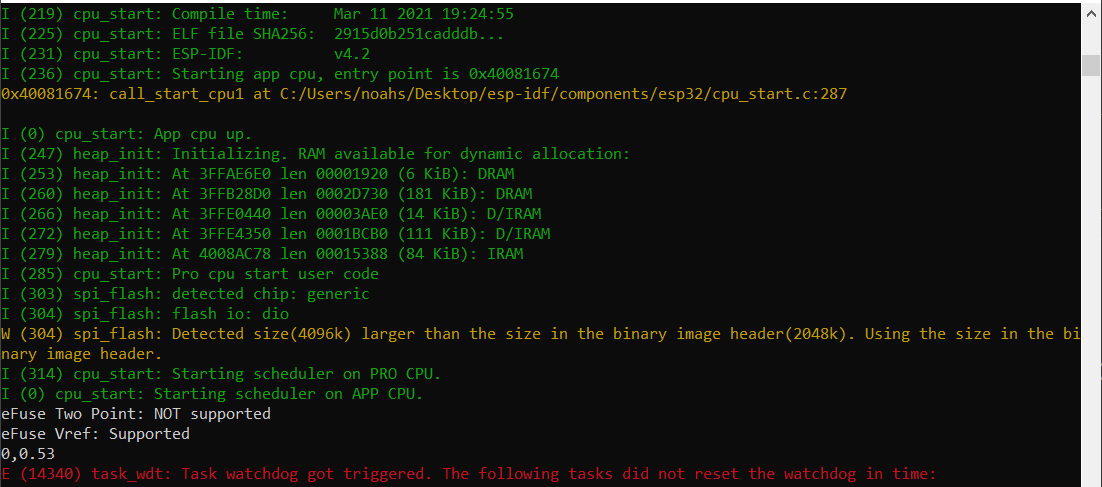 I (219) cpu_start: Compile time:     Mar 11 2021 19:24:55
I (225) cpu_start: ELF file SHA256:  2915d0b251cadddb...
I (231) cpu_start: ESP-IDF:          v4.2
I (236) cpu_start: Starting app cpu, entry point is 0x40081674
0x40081674: call_start_cpu1 at C:/Users/noahs/Desktop/esp-idf/components/esp32/cpu_start.c:287
I (0) cpu_start: App cpu up.
I (247) heap_init: Initializing. RAM available for dynamic allocation:
I (253) heap_init: At 3FFAE6E0 len 00001920 (6 KiB): DRAM
I (260) heap_init: At 3FFB28D0 len 0002D730 (181 KiB): DRAM
I (266) heap_init: At 3FFE0440 len 00003AE0 (14 KiB): D/IRAM
I (272) heap_init: At 3FFE4350 len 0001BCB0 (111 KiB): D/IRAM
I (279) heap_init: At 4008AC78 len 00015388 (84 KiB): IRAM
I (285) cpu_start: Pro cpu start user code
I (303) spi_flash: detected chip: generic
I (304) spi_flash: flash io: dio
W (304) spi_flash: Detected size(4096k) larger than the size in the binary image header(2048k). Using the size in the bi
nary image header.
I (314) cpu_start: Starting scheduler on PRO CPU.
I (0) cpu_start: Starting scheduler on APP CPU.
eFuse Two Point: NOT supported
eFuse Vref: Supported
0,0.53
E (14340) task_wdt: Task watchdog got triggered. The following tasks did not reset the watchdog in time: